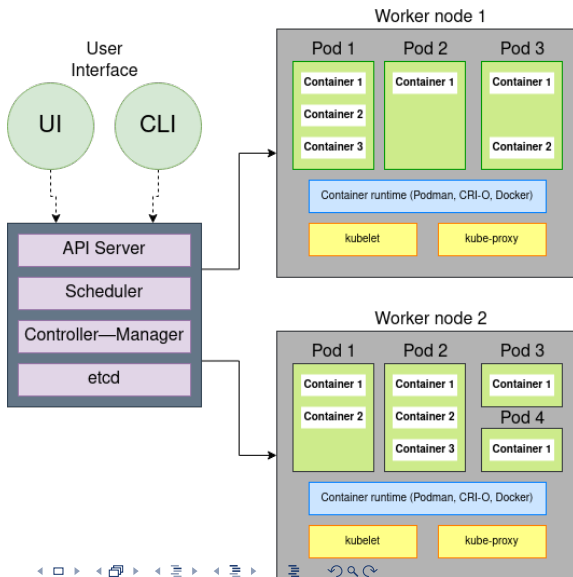 User
Interface
UI
CLI
API Server
Scheduler
Controller—Manager
etcd
Worker node 1
Pod 1
Container 1
Container 2
Container 3
Pod 2
Container 1
Pod 3
Container 1
Container 2
Container runtime (Podman, CRI-O, Docker)
kubelet
kube-proxy
Worker node 2
Pod 1
Container 1
Container 2
Pod 2
Container 1
Container 2
Container 3
Pod 3
Container 1
Pod 4
Container 1
Container runtime (Podman, CRI-O, Docker)
kubelet
kube-proxy